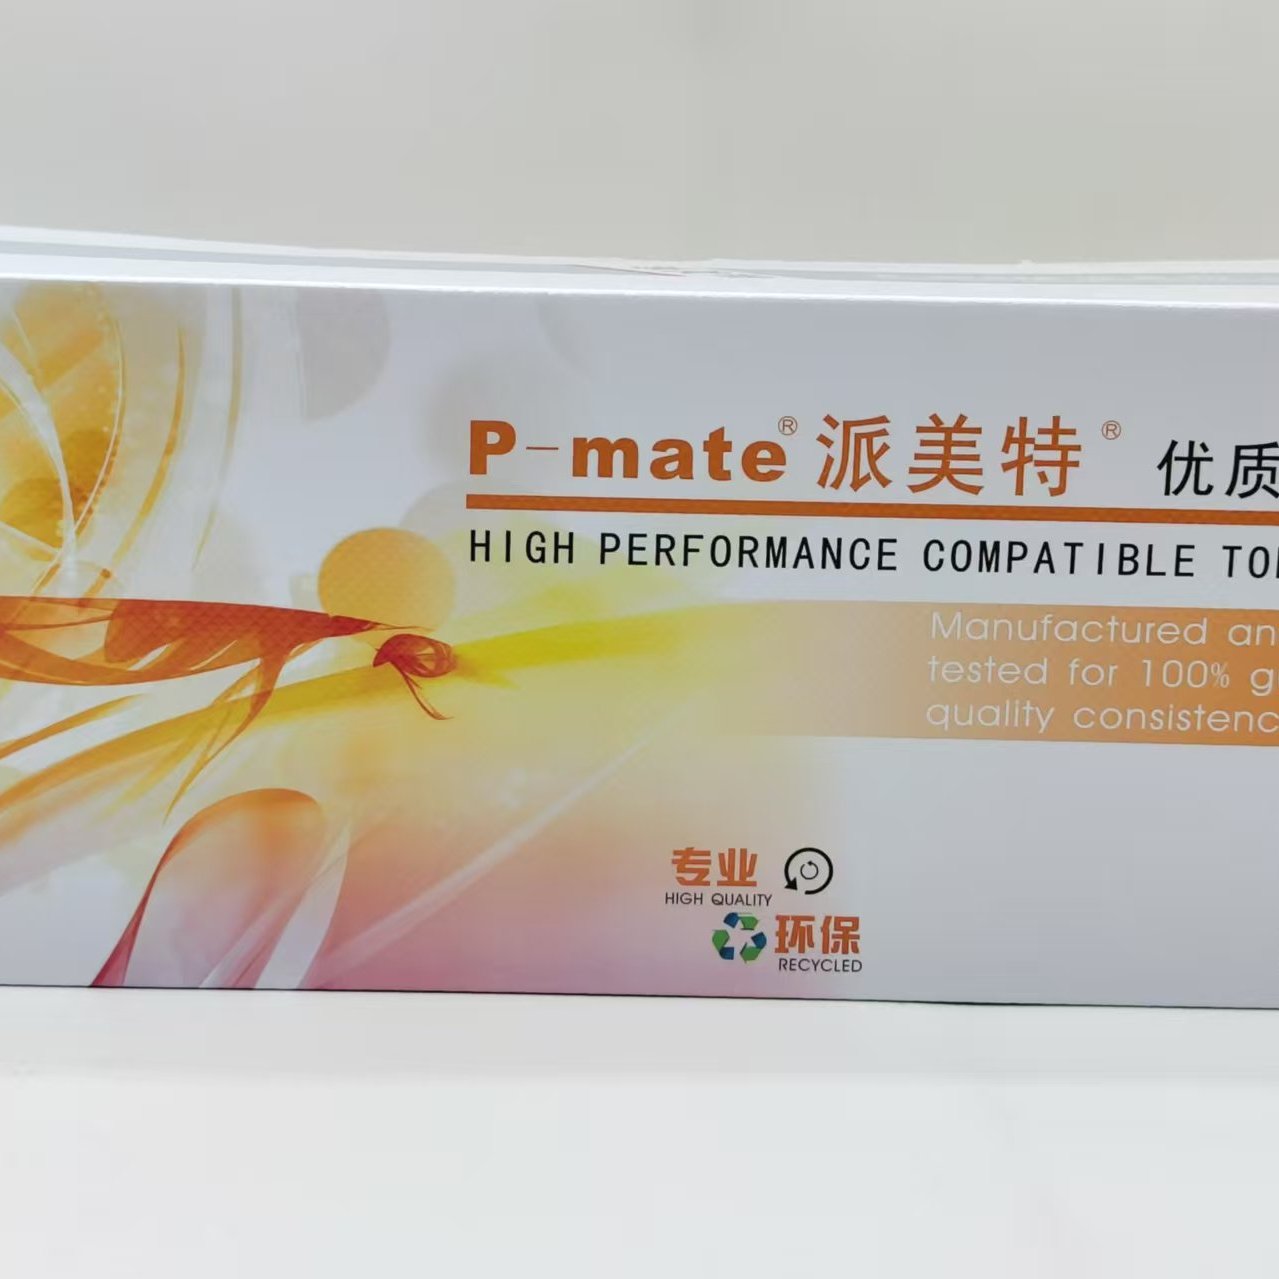 P-mate® 派美特® 优质
HIGH PERFORMANCE COMPATIBLE
Manufactured
tested for 100%
quality
专业
HIGH QUALITY
环保
RECYCLED